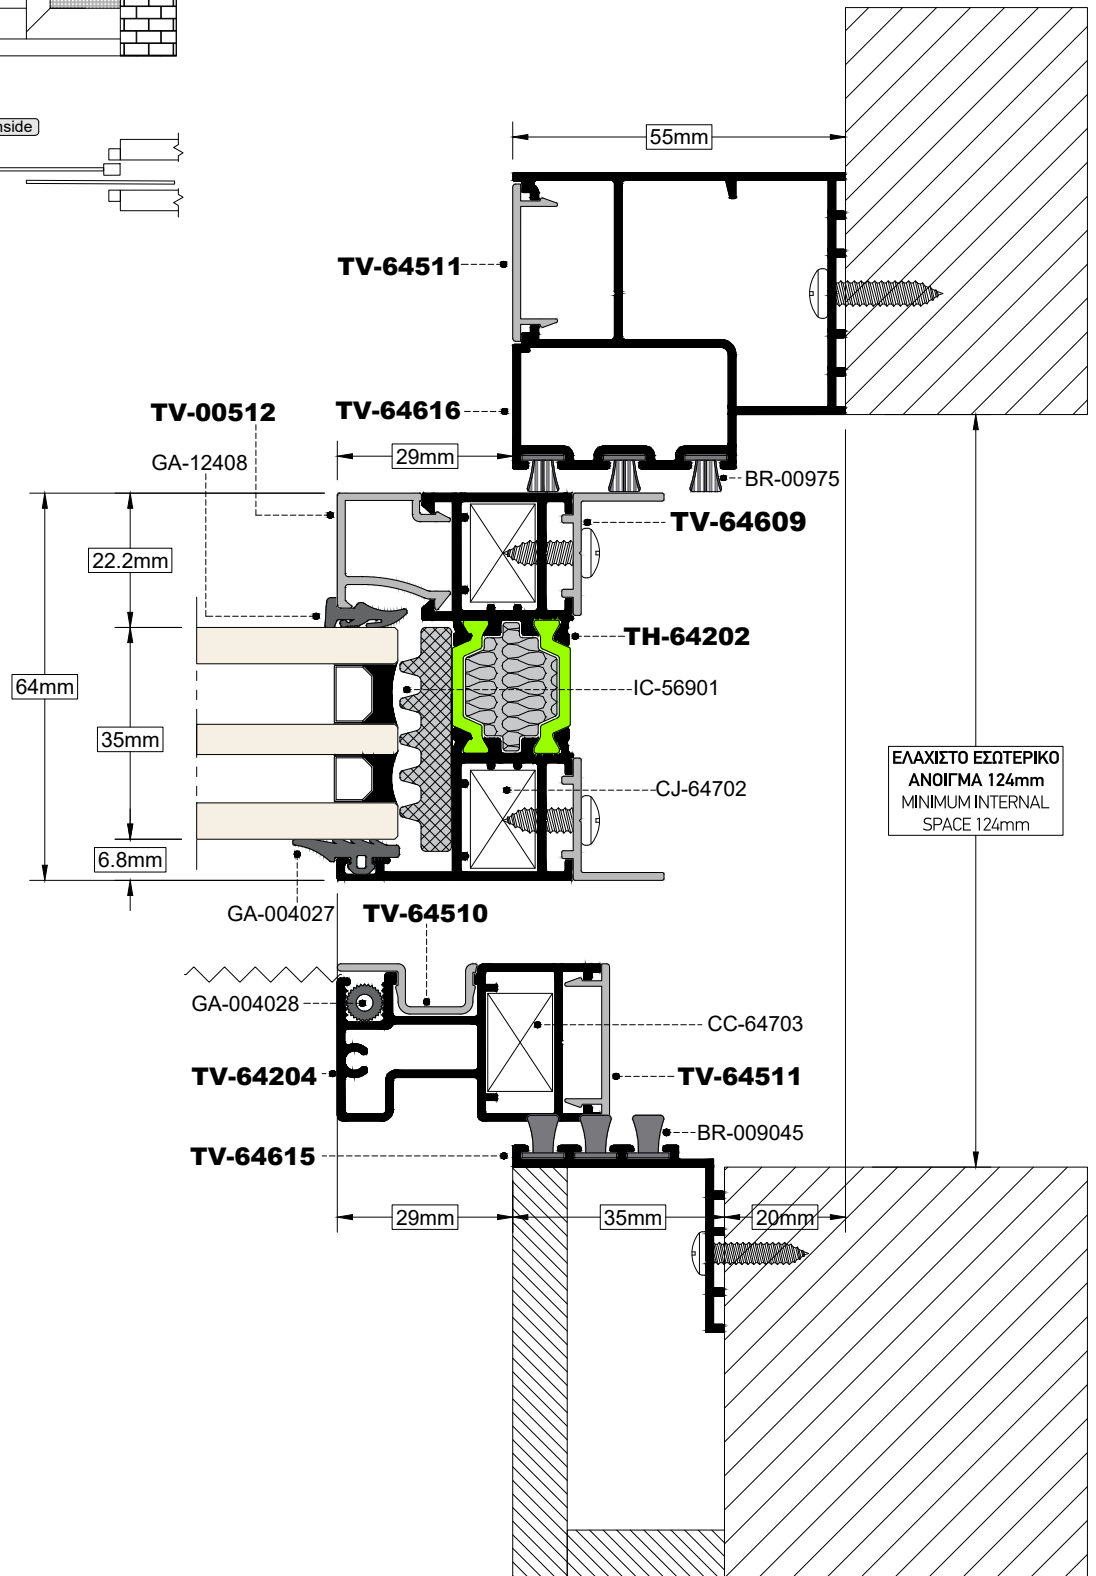 nside
55mm
TV-64511
TV-00512
TV-64616
GA-12408
29mm
BR-00975
TV-64609
22.2mm
TH-64202
64mm
IC-56901
35mm
ΕΛΑΧΙΣΤΟ ΕΣΩΤΕΡΙΚΟ
ΑΝΟΙΓΜΑ 124mm
MINIMUM INTERNAL
SPACE 124mm
CJ-64702
6.8mm
GA-004027
TV-64510
GA-004028
CC-64703
TV-64204
TV-64511
BR-009045
TV-64615
29mm
35mm
20mm